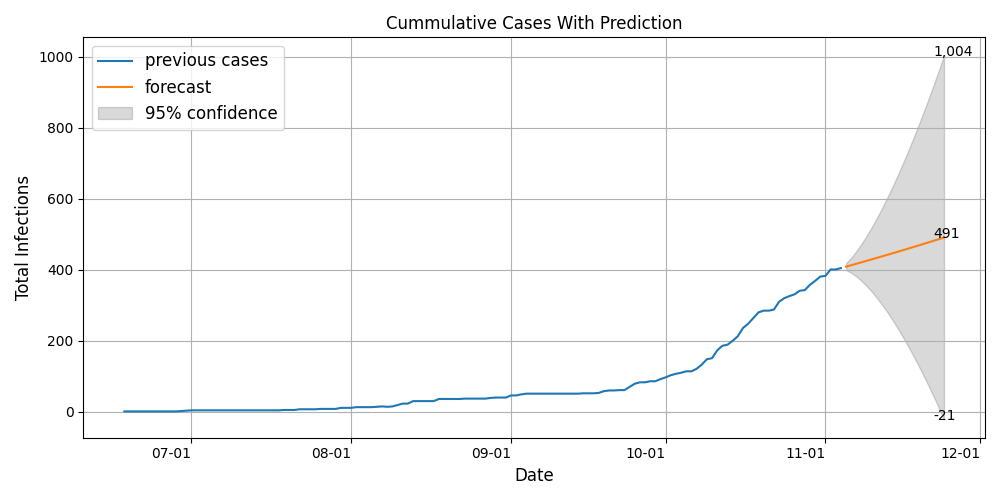 Cummulative Cases With Prediction
previous cases
forecast
95% confidence
1,004
491
-21
1000
800
600
400
200
0
Total Infections
07-01
08-01
09-01
10-01
11-01
12-01
Date